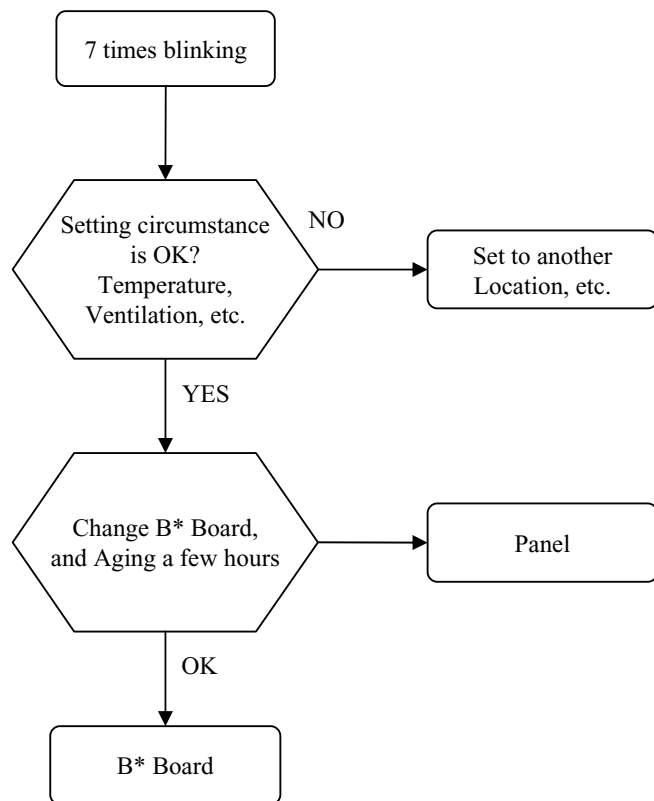 7 times blinking
Setting circumstance
is OK?
Temperature,
Ventilation, etc.
NO
Set to another
Location, etc.
YES
Change B* Board,
and Aging a few hours
Panel
OK
B* Board